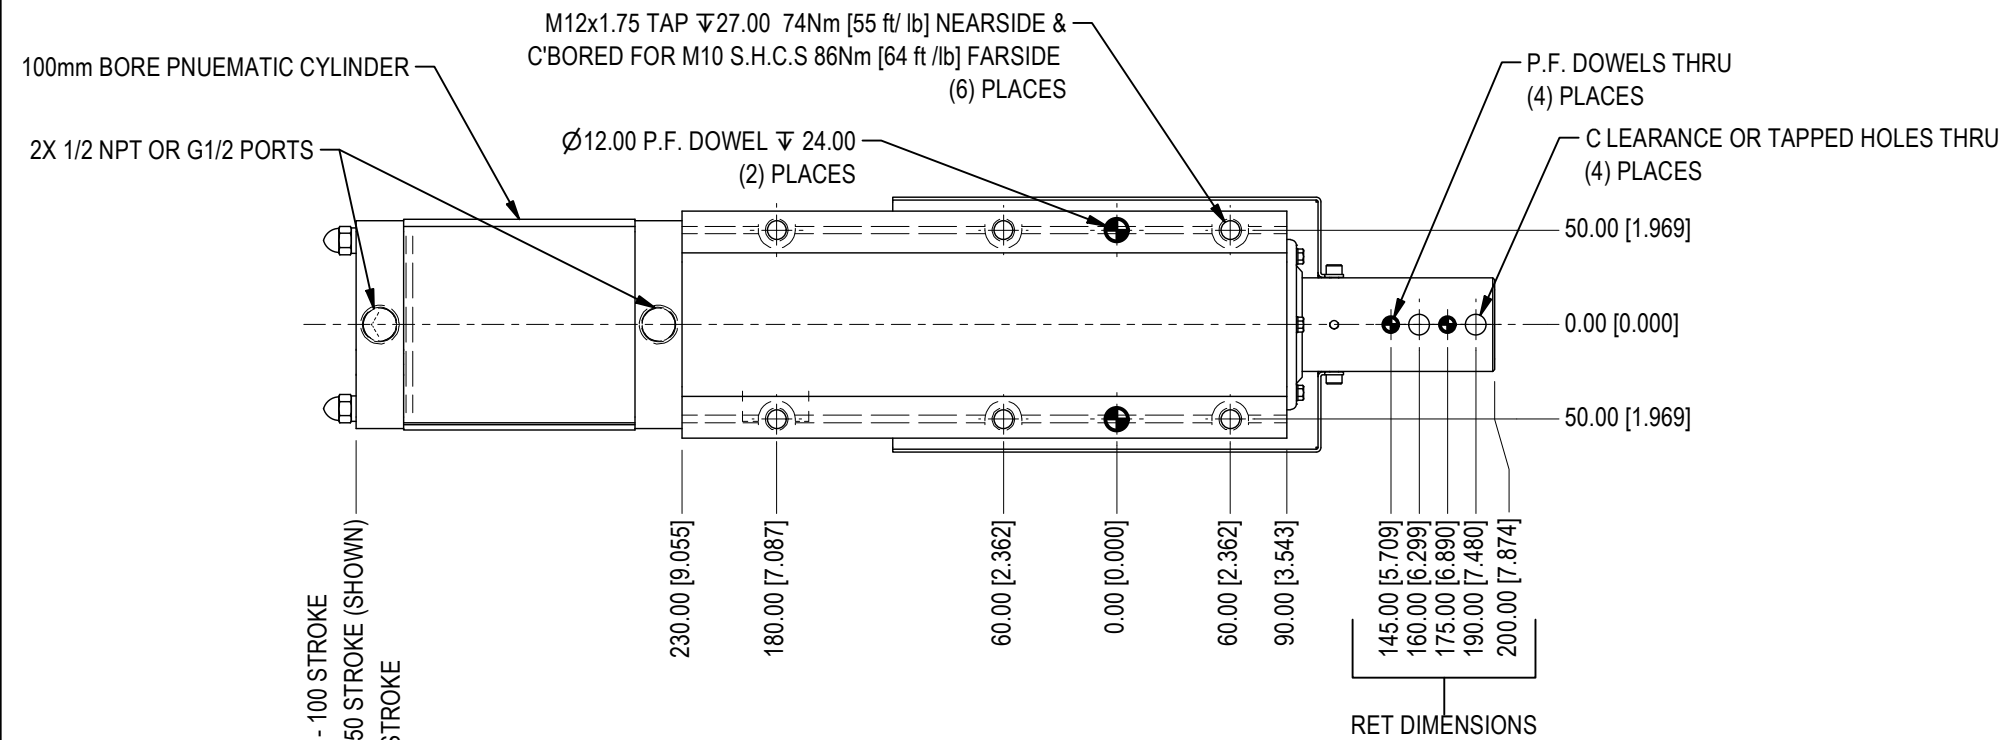 M12x1.75 TAP ↧27.00 74Nm [55 ft/ lb] NEARSIDE &
C'BORED FOR M10 S.H.C.S 86Nm [64 ft /lb] FARSIDE
(6) PLACES
100mm BORE PNUEMATIC CYLINDER
P.F. DOWELS THRU
(4) PLACES
2X 1/2 NPT OR G1/2 PORTS
Ø12.00 P.F. DOWEL ↧ 24.00
(2) PLACES
C LEARANCE OR TAPPED HOLES THRU
(4) PLACES
50.00 [1.969]
0.00 [0.000]
50.00 [1.969]
- 100 STROKE
50 STROKE (SHOWN)
STROKE
230.00 [9.055]
180.00 [7.087]
60.00 [2.362]
0.00 [0.000]
60.00 [2.362]
90.00 [3.543]
145.00 [5.709]
160.00 [6.299]
175.00 [6.890]
190.00 [7.480]
200.00 [7.874]
RET DIMENSIONS